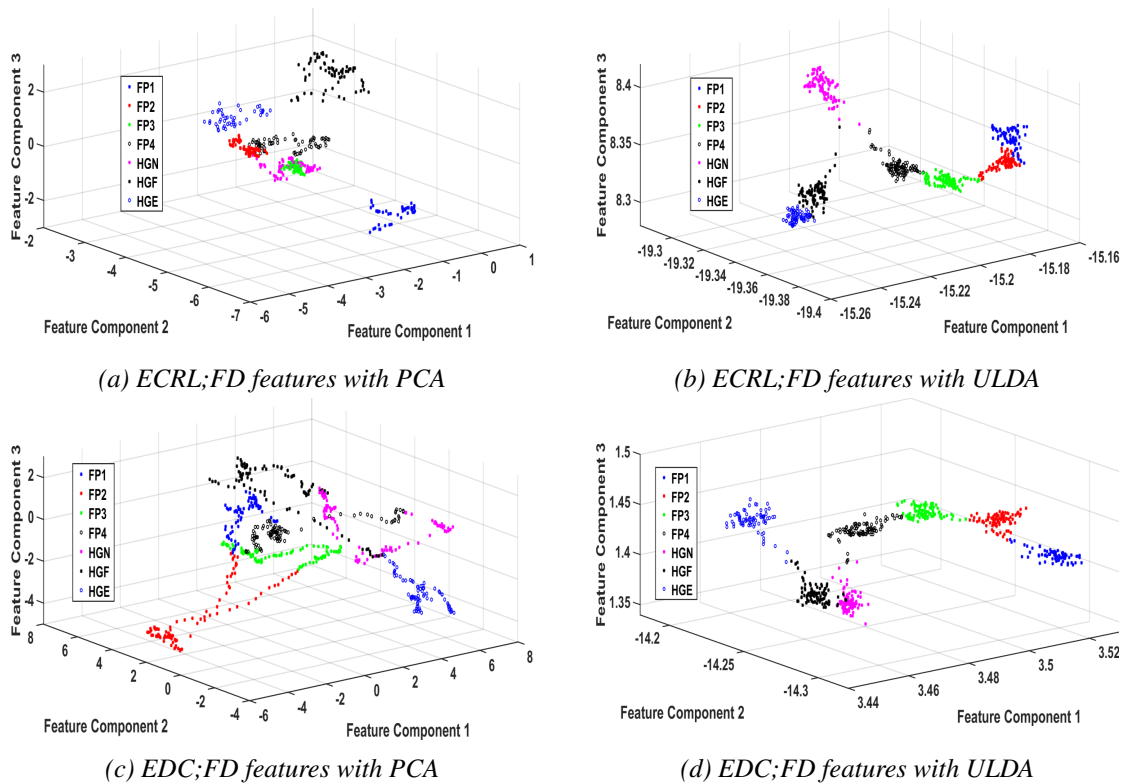 Feature Component 3
2
0
-2
-2
-3
-4
-5
-6
-7
-6
-5
-4
-3
-2
-1
0
1
Feature Component 2
Feature Component 1
FP1
FP2
FP3
FP4
HGN
HGF
HGE
(a) ECRL;FD features with PCA
Feature Component 3
8.4
8.35
8.3
-19.3
-19.32
-19.34
-19.36
-19.38
-19.4
-15.26
-15.24
-15.22
-15.2
-15.18
-15.16
Feature Component 2
Feature Component 1
FP1
FP2
FP3
FP4
HGN
HGF
HGE
(b) ECRL;FD features with ULDA
Feature Component 3
2
0
-2
-4
8
6
4
2
0
-2
-4
-6
-4
-2
0
2
4
6
8
Feature Component 2
Feature Component 1
FP1
FP2
FP3
FP4
HGN
HGF
HGE
(c) EDC;FD features with PCA
Feature Component 3
1.5
1.45
1.4
1.35
-14.2
-14.25
-14.3
3.44
3.46
3.48
3.5
3.52
Feature Component 2
Feature Component 1
FP1
FP2
FP3
FP4
HGN
HGF
HGE
(d) EDC;FD features with ULDA